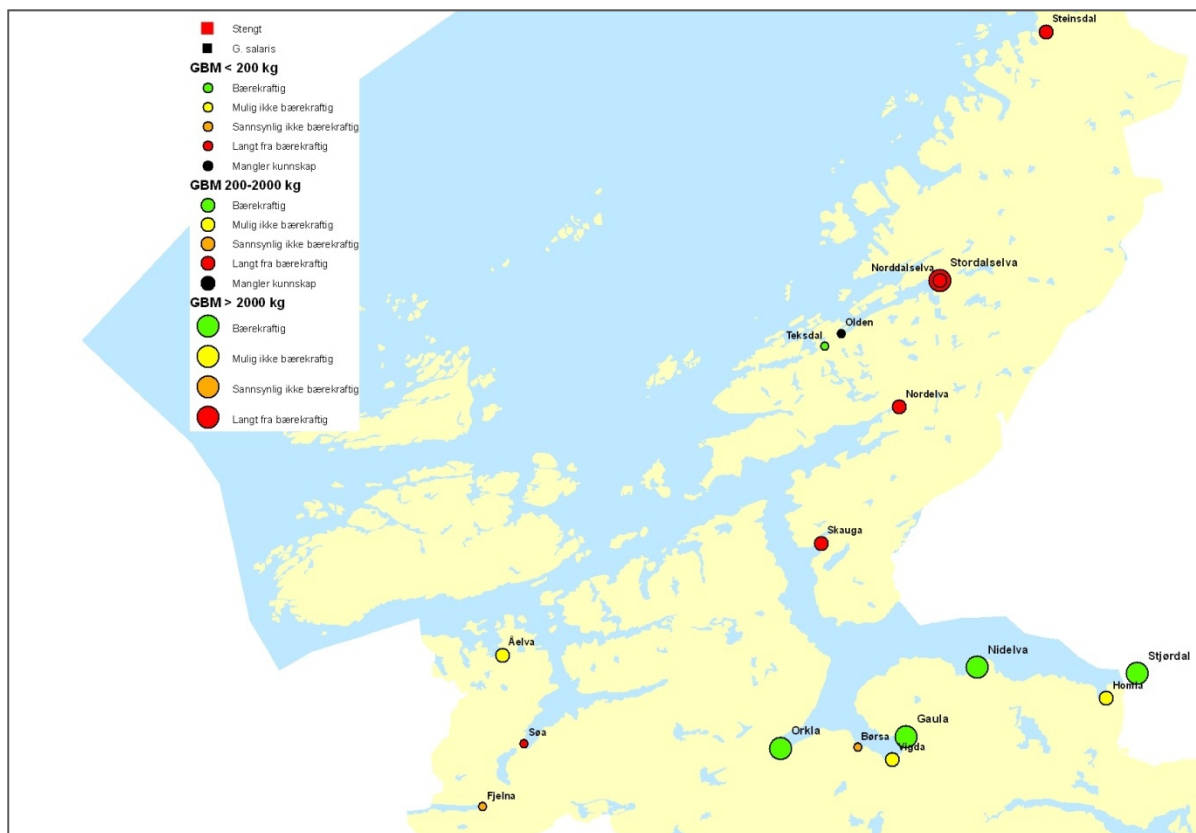 Stengt
G. salaris
GBM < 200 kg
Bærekraftig
Mulig ikke bærekraftig
Sannsynlig ikke bærekraftig
Langt fra bærekraftig
Mangler kunnskap
GBM 200-2000 kg
Bærekraftig
Mulig ikke bærekraftig
Sannsynlig ikke bærekraftig
Langt fra bærekraftig
Mangler kunnskap
GBM > 2000 kg
Bærekraftig
Mulig ikke bærekraftig
Sannsynlig ikke bærekraftig
Langt fra bærekraftig
Steinsdal
Norddalselva
Stordalselva
Olden
Teksdal
Nordelva
Skauga
Åelva
Nidelva
Stjørdal
Homla
Gaula
Orkla
Børsa
Vigda
Søa
Fjelna